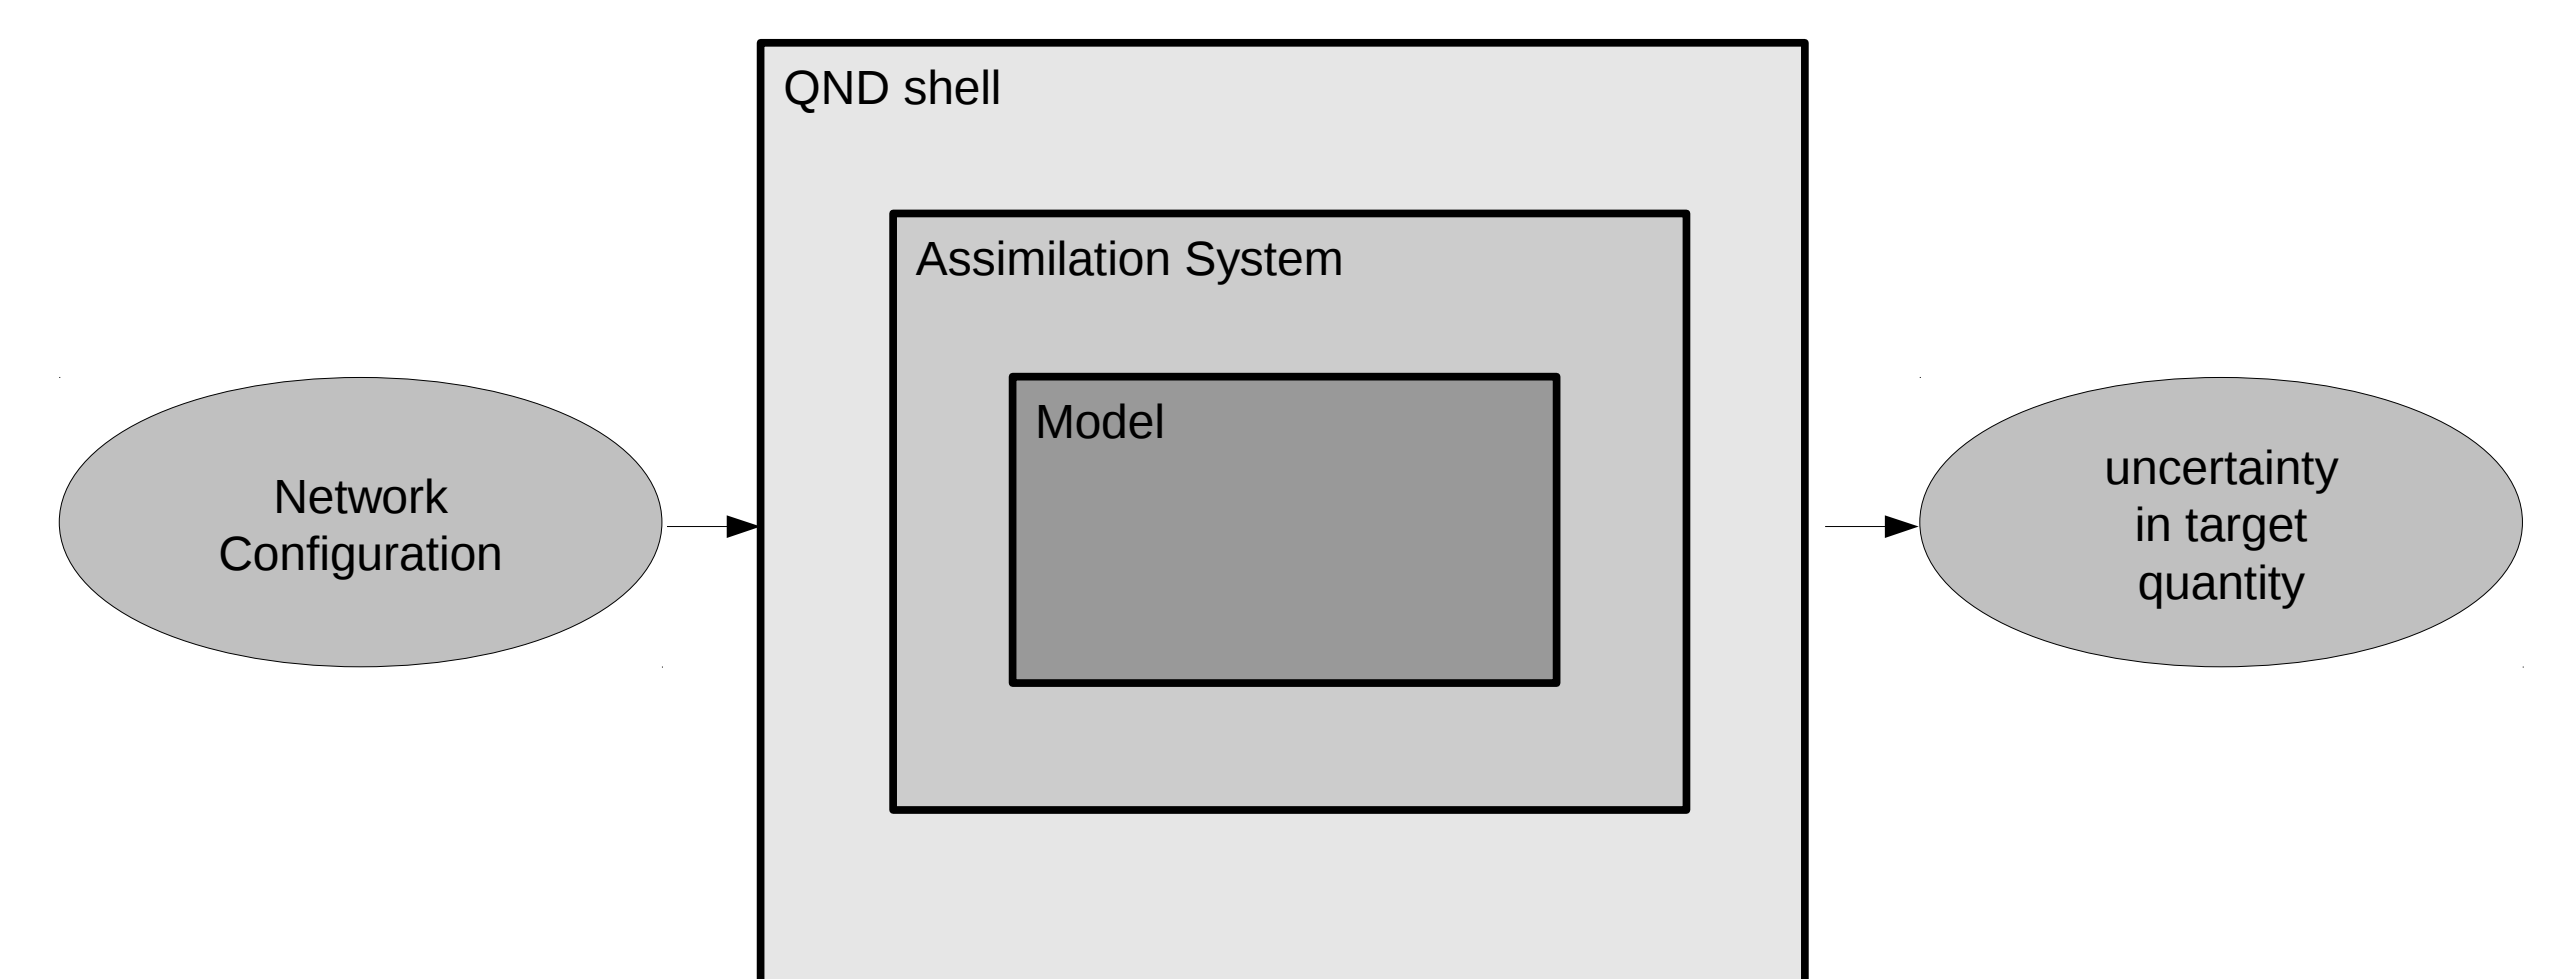 QND shell
Assimilation System
Model
Network
Configuration
uncertainty
in target
quantity